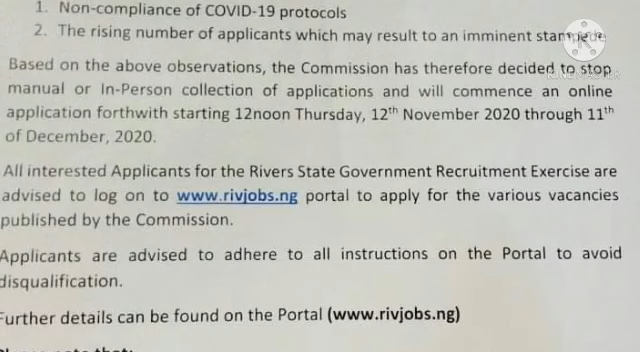 1. Non-compliance of COVID-19 protocols
2. The rising number of applicants which may result to an imminent stampede
Based on the above observations, the Commission has therefore decided to stop
manual or In-Person collection of applications and will commence an online
application forthwith starting 12noon Thursday, 12th November 2020 through 11th
of December, 2020.
All interested Applicants for the Rivers State Government Recruitment Exercise are
advised to log on to www.rivjobs.ng portal to apply for the various vacancies
published by the Commission.
Applicants are advised to adhere to all instructions on the Portal to avoid
disqualification.
Further details can be found on the Portal (www.rivjobs.ng)